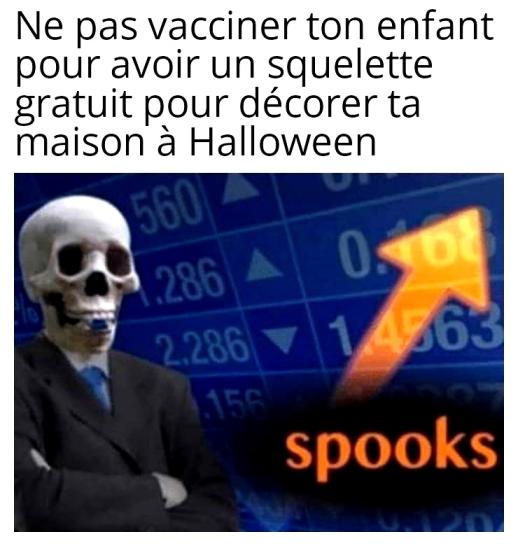 Ne pas vacciner ton enfant
pour avoir un squelette
gratuit pour décorer ta
maison à Halloween
560
.286
2.286
.156
spooks